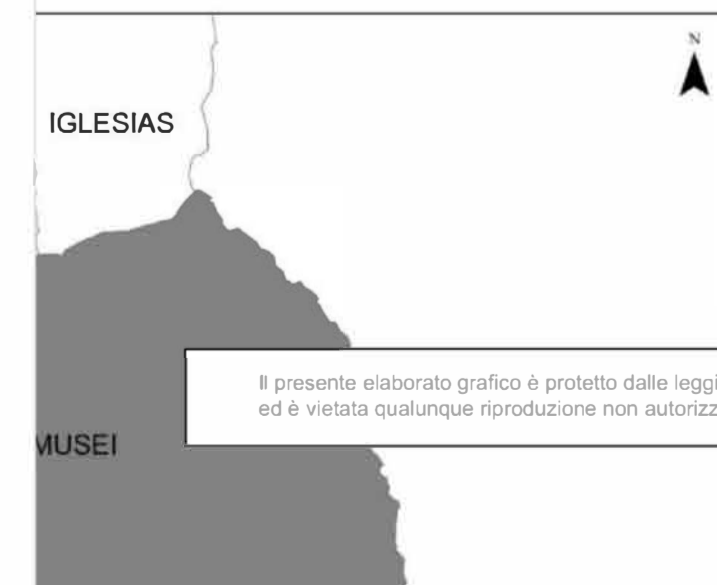 N
IGLESIAS
Il presente elaborato grafico è protetto dalle leggi
ed è vietata qualunque riproduzione non autorizz
MUSEI